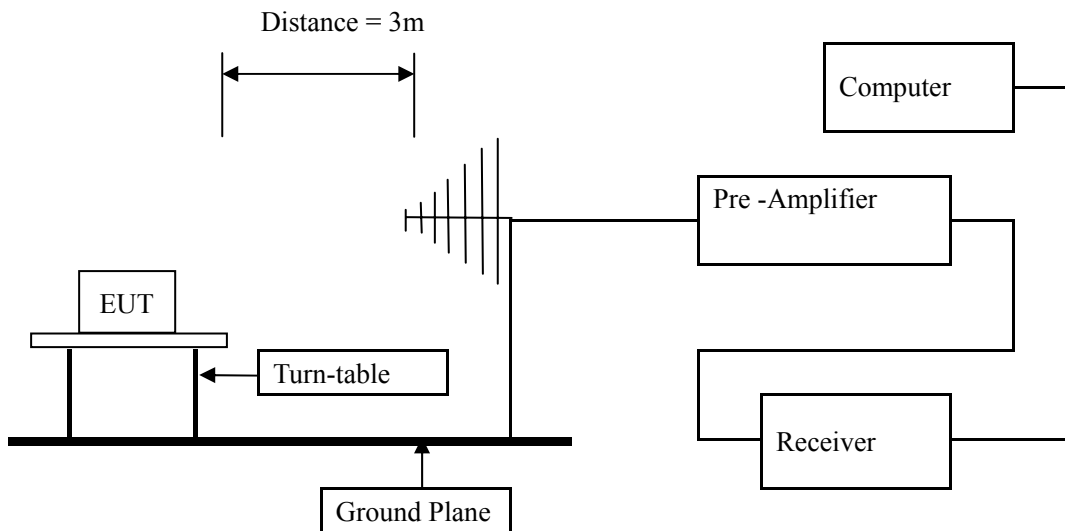 Distance = 3m
Computer
Pre -Amplifier
EUT
Turn-table
Receiver
Ground Plane